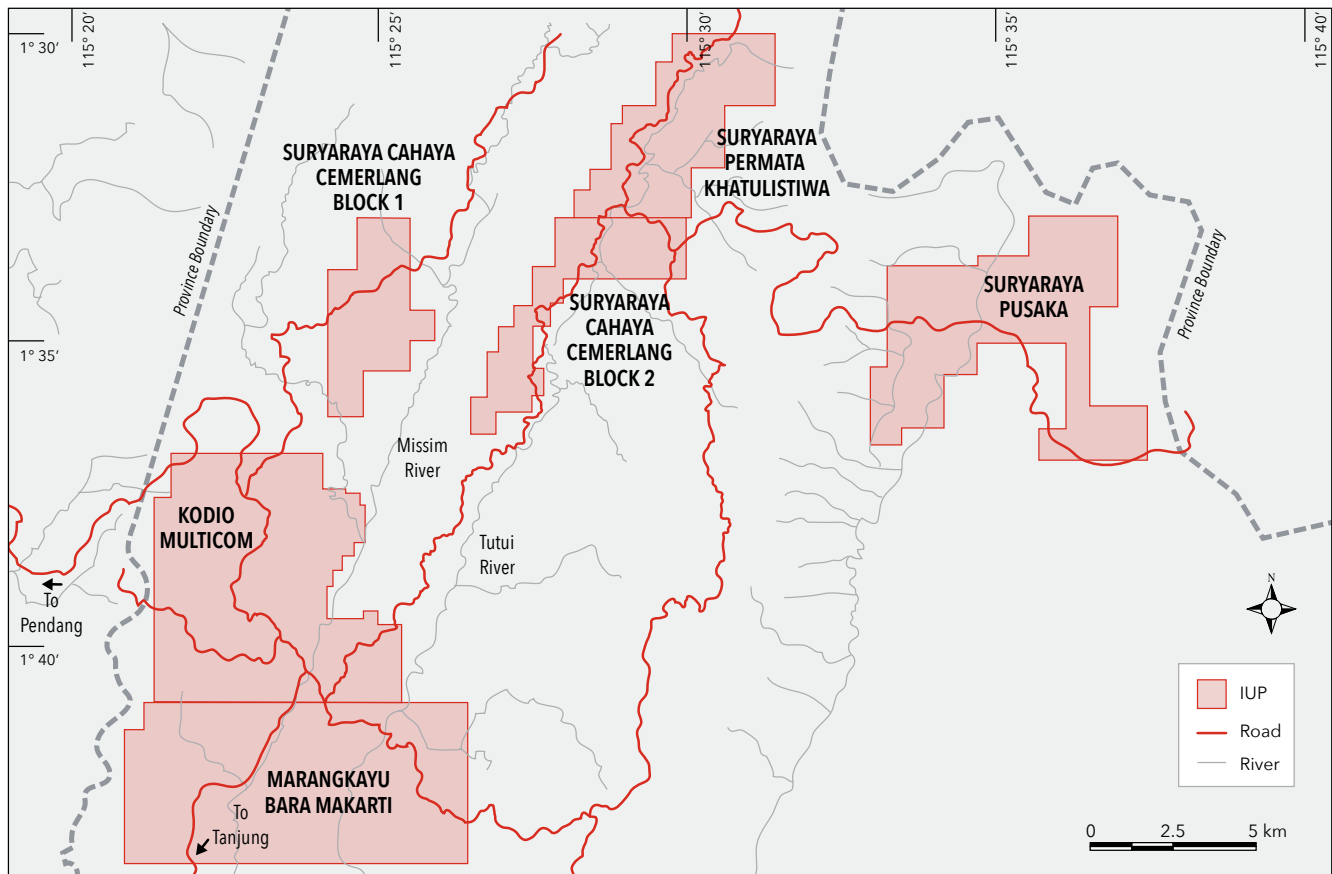 115° 20′
115° 25′
115° 30′
115° 35′
115° 40′
1° 30′
1° 35′
1° 40′
Province Boundary
SURYARAYA CAHAYA
CEMERLANG
BLOCK 1
SURYARAYA
PERMATA
KHATULISTIWA
SURYARAYA
CAHAYA
CEMERLANG
BLOCK 2
SURYARAYA
PUSAKA
Province Boundary
Missim
River
KODIO
MULTICOM
Tutui
River
To
Pendang
MARANGKAYU
BARA MAKARTI
To
Tanjung
N
IUP
Road
River
0 2.5 5 km